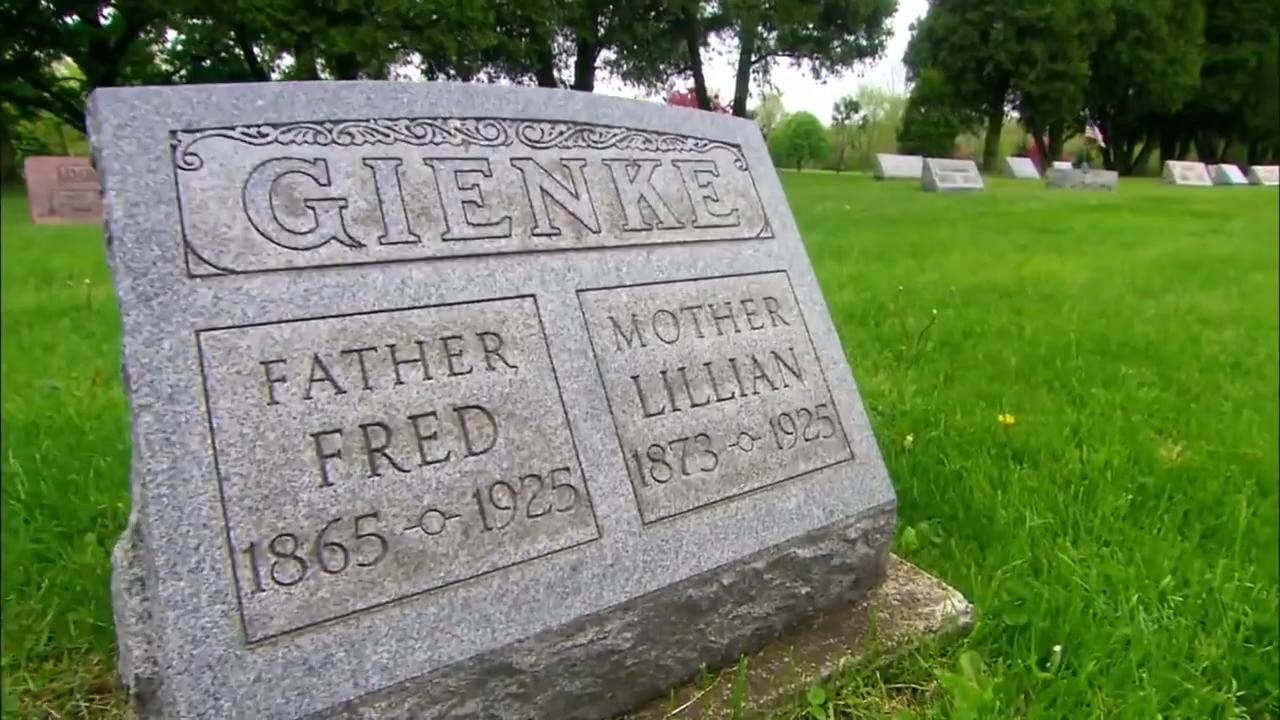 GIENKE
FATHER
FRED
1865 - 1925
MOTHER
LILLIAN
1873 - 1925